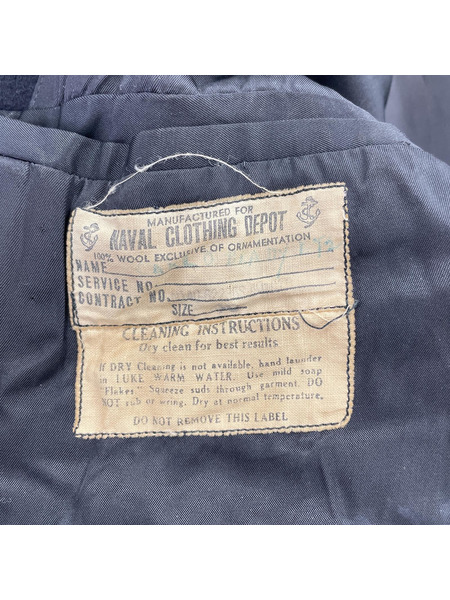 MANUFACTURED FOR
NAVAL CLOTHING DEPOT
100% WOOL EXCLUSIVE OF ORNAMENTATION
NAME
SERVICE No.
CONTRACT NO.
SIZE
CLEANING INSTRUCTIONS
Dry clean for best results
If DRY Cleaning is not available, hand launder
in LUKE WARM WATER. Use mild soap
"Flakes." Squeeze suds through garment. DO
NOT rub or wring. Dry at normal temperature.
DO NOT REMOVE THIS LABEL